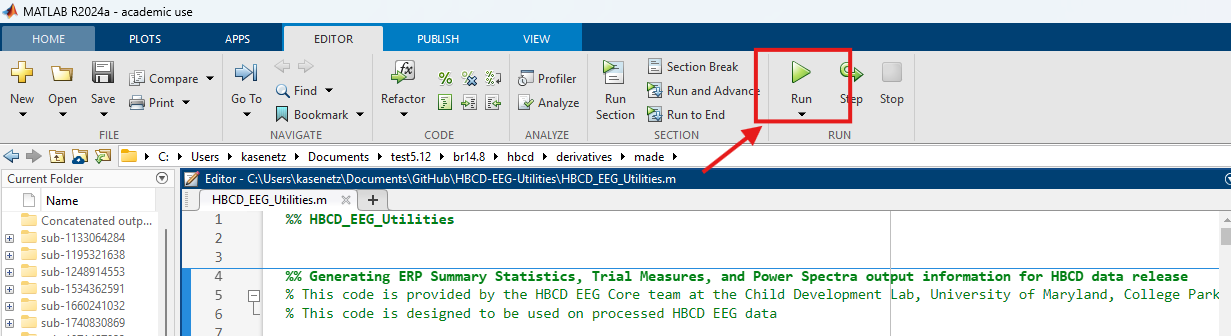 MATLAB R2024a - academic use
HOME PLOTS APPS EDITOR PUBLISH VIEW
New Open Save Compare Print
FILE
Go To Find Bookmark
NAVIGATE
Refactor
CODE
Profiler
Analyze
ANALYZE
Run Section
Section Break
Run and Advance
Run to End
SECTION
Run Step Stop
RUN
C: Users kasenetz Documents test5.12 br14.8 hbcd derivatives made
Current Folder
Name
Concatenated outp...
sub-1133064284
sub-1195321638
sub-1248914553
sub-1534362591
sub-1660241032
sub-1740830869
Editor - C:\Users\kasenetz\Documents\GitHub\HBCD-EEG-Utilities\HBCD_EEG_Utilities.m
HBCD_EEG_Utilities.m
1 %% HBCD_EEG_Utilities
2
3
4 %% Generating ERP Summary Statistics, Trial Measures, and Power Spectra output information for HBCD data release
5 % This code is provided by the HBCD EEG Core team at the Child Development Lab, University of Maryland, College Park
6 % This code is designed to be used on processed HBCD EEG data
7